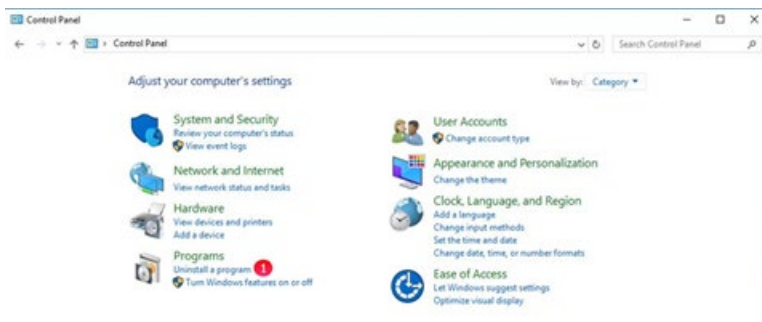 Control Panel
Control Panel
Search Control Panel
Adjust your computer's settings
View by: Category
System and Security
Review your computer's status
View event logs
Network and Internet
View network status and tasks
Hardware
View devices and printers
Add a device
Programs
Uninstall a program 1
Turn Windows features on or off
User Accounts
Change account type
Appearance and Personalization
Change the theme
Clock, Language, and Region
Add a language
Change input methods
Set the time and date
Change date, time, or number formats
Ease of Access
Let Windows suggest settings
Optimize visual display